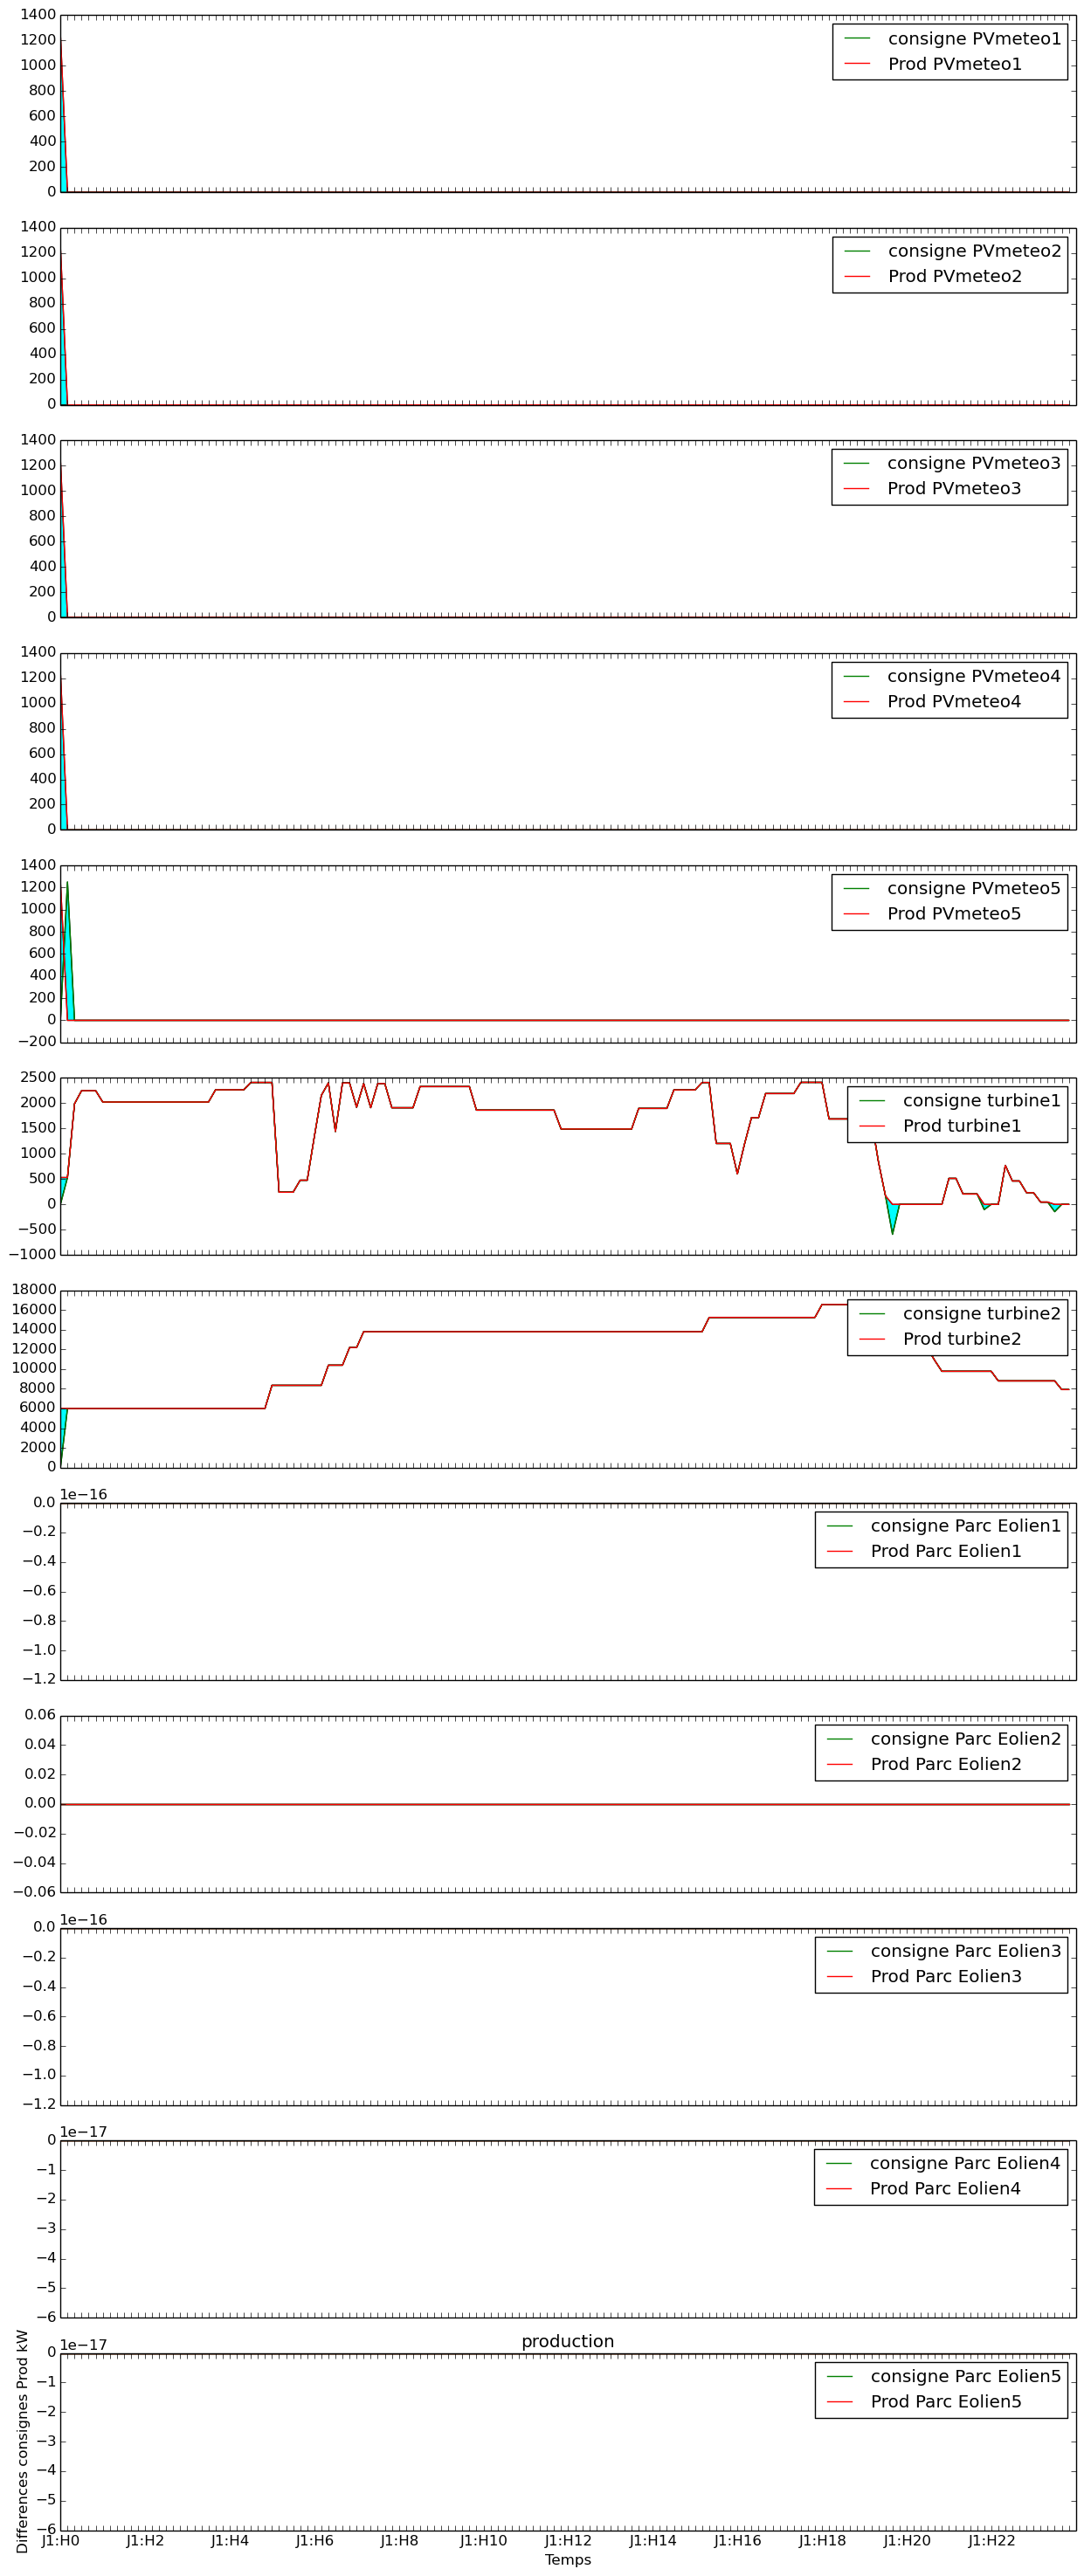 1400
1200
1000
800
600
400
200
0
consigne PVmeteo1
Prod PVmeteo1
1400
1200
1000
800
600
400
200
0
consigne PVmeteo2
Prod PVmeteo2
1400
1200
1000
800
600
400
200
0
consigne PVmeteo3
Prod PVmeteo3
1400
1200
1000
800
600
400
200
0
consigne PVmeteo4
Prod PVmeteo4
1400
1200
1000
800
600
400
200
0
−200
consigne PVmeteo5
Prod PVmeteo5
2500
2000
1500
1000
500
0
−500
−1000
consigne turbine1
Prod turbine1
18000
16000
14000
12000
10000
8000
6000
4000
2000
0
consigne turbine2
Prod turbine2
1e−16
0.0
−0.2
−0.4
−0.6
−0.8
−1.0
−1.2
consigne Parc Eolien1
Prod Parc Eolien1
0.06
0.04
0.02
0.00
−0.02
−0.04
−0.06
consigne Parc Eolien2
Prod Parc Eolien2
1e−16
0.0
−0.2
−0.4
−0.6
−0.8
−1.0
−1.2
consigne Parc Eolien3
Prod Parc Eolien3
1e−17
0
−1
−2
−3
−4
−5
−6
consigne Parc Eolien4
Prod Parc Eolien4
production
1e−17
0
−1
−2
−3
−4
−5
−6
consigne Parc Eolien5
Prod Parc Eolien5
Differences consignes Prod kW
J1:H0 J1:H2 J1:H4 J1:H6 J1:H8 J1:H10 J1:H12 J1:H14 J1:H16 J1:H18 J1:H20 J1:H22
Temps